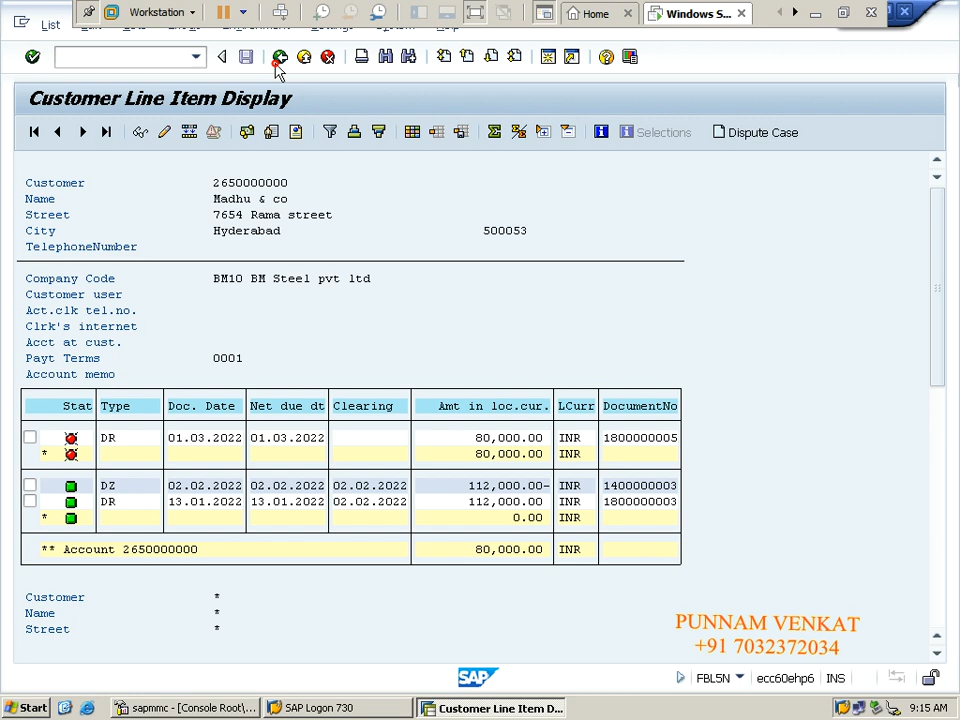 Workstation
Home
Windows S...
List
Customer Line Item Display
Selections
Dispute Case
Customer 2650000000
Name Madhu & co
Street 7654 Rama street
City Hyderabad 500053
TelephoneNumber
Company Code BM10 BM Steel pvt ltd
Customer user
Act.clk tel.no.
Clrk's internet
Acct at cust.
Payt Terms 0001
Account memo
Stat Type Doc. Date Net due dt Clearing Amt in loc.cur. LCurr DocumentNo
DR 01.03.2022 01.03.2022 80,000.00 INR 1800000005
* 80,000.00 INR
DZ 02.02.2022 02.02.2022 02.02.2022 112,000.00- INR 1400000003
DR 13.01.2022 13.01.2022 02.02.2022 112,000.00 INR 1800000003
* 0.00 INR
** Account 2650000000 80,000.00 INR
Customer *
Name *
Street *
PUNNAM VENKAT
+91 7032372034
SAP
FBL5N ecc60ehp6 INS
Start sapmmc - [Console Root\... SAP Logon 730 Customer Line Item D... 9:15 AM